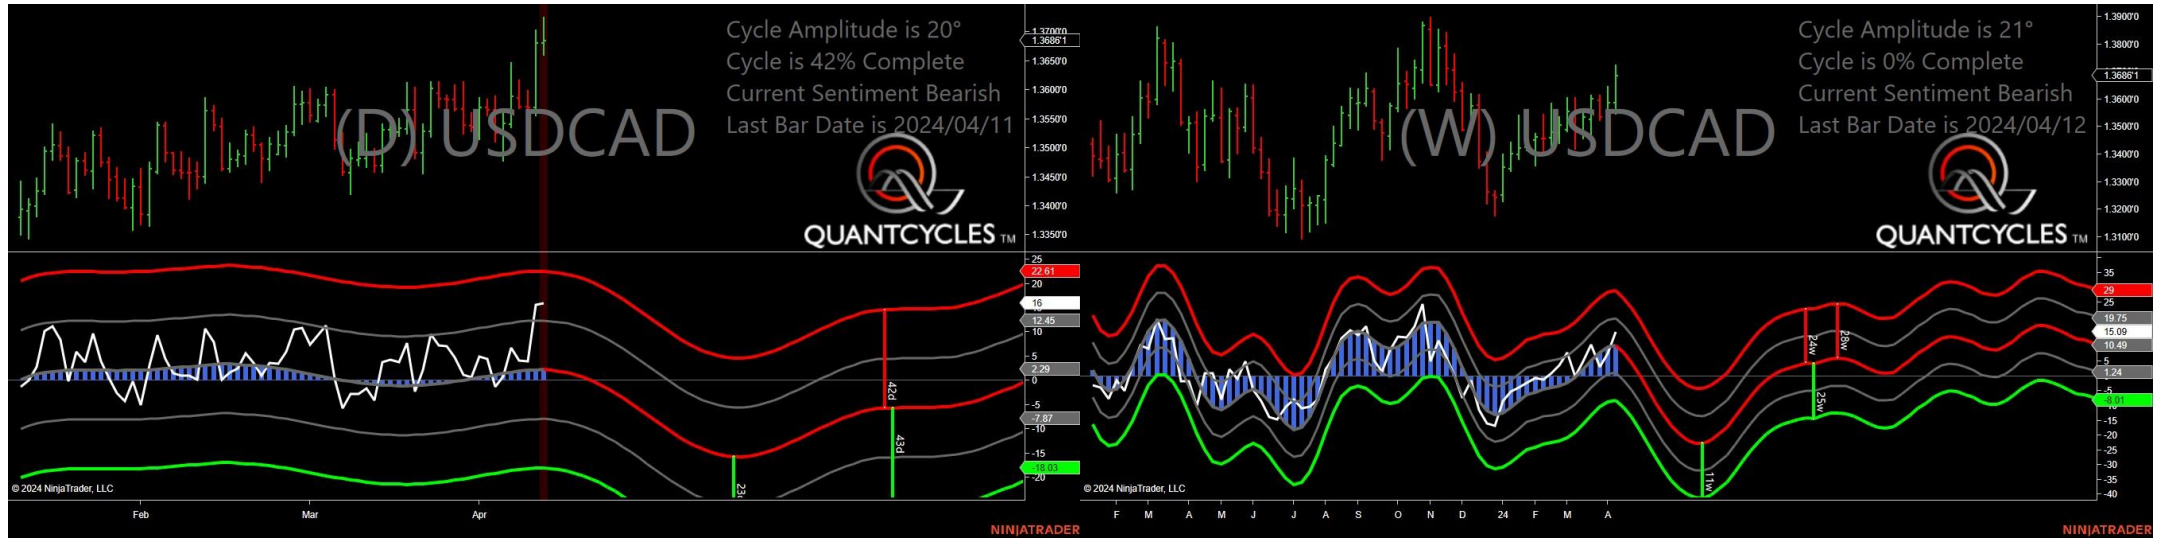 Cycle Amplitude is 20°
Cycle is 42% Complete
Current Sentiment Bearish
Last Bar Date is 2024/04/11
(D) USDCAD
QUANTCYCLES TM
1.3700'0
1.3686'1
1.3650'0
1.3600'0
1.3550'0
1.3500'0
1.3450'0
1.3400'0
1.3350'0
25
22.61
20
16
12.45
10
5
2.29
0
-5
-7.87
-10
-15
-18.03
-20
42d
43d
© 2024 NinjaTrader, LLC
Feb
Mar
Apr
NINJATRADER
Cycle Amplitude is 21°
Cycle is 0% Complete
Current Sentiment Bearish
Last Bar Date is 2024/04/12
(W) USDCAD
QUANTCYCLES TM
1.3900'0
1.3800'0
1.3686'1
1.3600'0
1.3500'0
1.3400'0
1.3300'0
1.3200'0
1.3100'0
35
29
25
19.75
15.09
10.49
5
1.24
-5
-8.01
-15
-20
-25
-30
-35
-40
24w
28w
25w
11w
© 2024 NinjaTrader, LLC
F
M
A
M
J
J
A
S
O
N
D
24
F
M
A
NINJATRADER